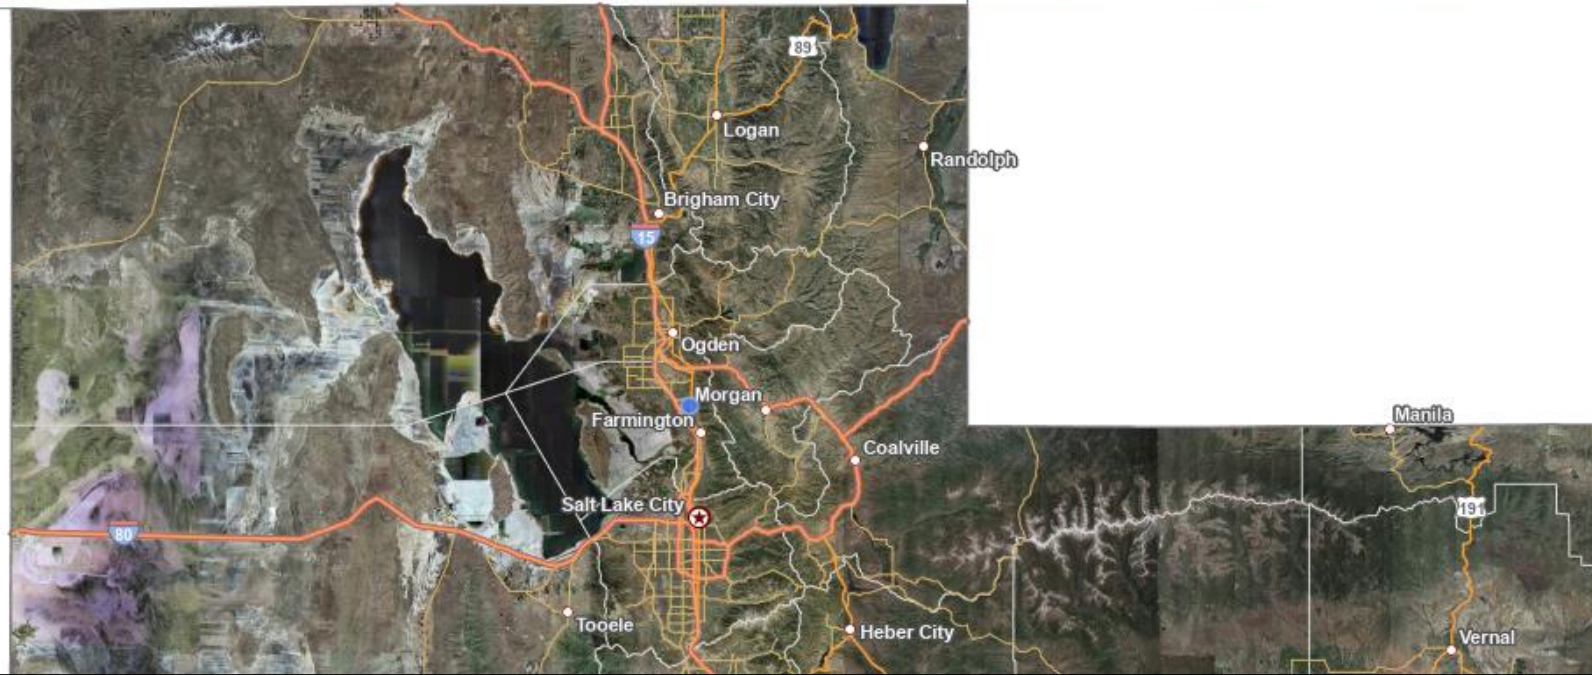 89
Logan
Randolph
Brigham City
15
Ogden
Morgan
Farmington
Manila
Coalville
Salt Lake City
191
80
Tooele
Heber City
Vernal